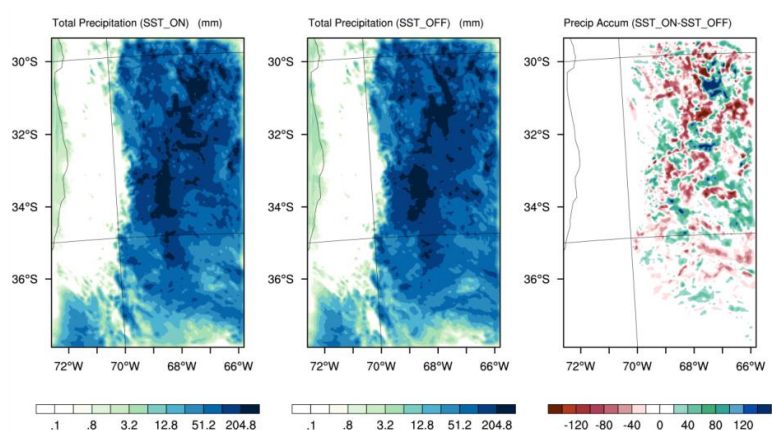 Total Precipitation (SST_ON) (mm)
Total Precipitation (SST_OFF) (mm)
Precip Accum (SST_ON-SST_OFF)
30°S
32°S
34°S
36°S
72°W 70°W 68°W 66°W
30°S
32°S
34°S
36°S
72°W 70°W 68°W 66°W
30°S
32°S
34°S
36°S
72°W 70°W 68°W 66°W
.1 .8 3.2 12.8 51.2 204.8
.1 .8 3.2 12.8 51.2 204.8
-120 -80 -40 0 40 80 120